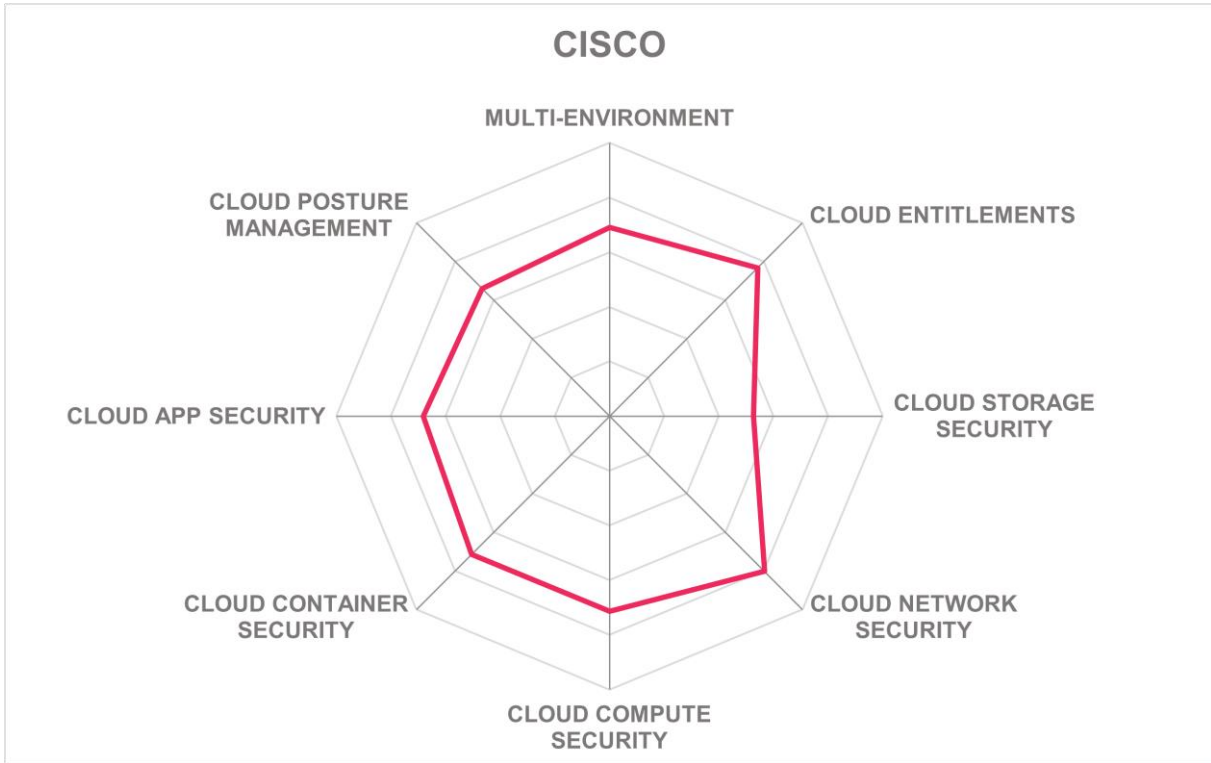 CISCO
MULTI-ENVIRONMENT
CLOUD ENTITLEMENTS
CLOUD STORAGE
SECURITY
CLOUD NETWORK
SECURITY
CLOUD COMPUTE
SECURITY
CLOUD CONTAINER
SECURITY
CLOUD APP SECURITY
CLOUD POSTURE
MANAGEMENT